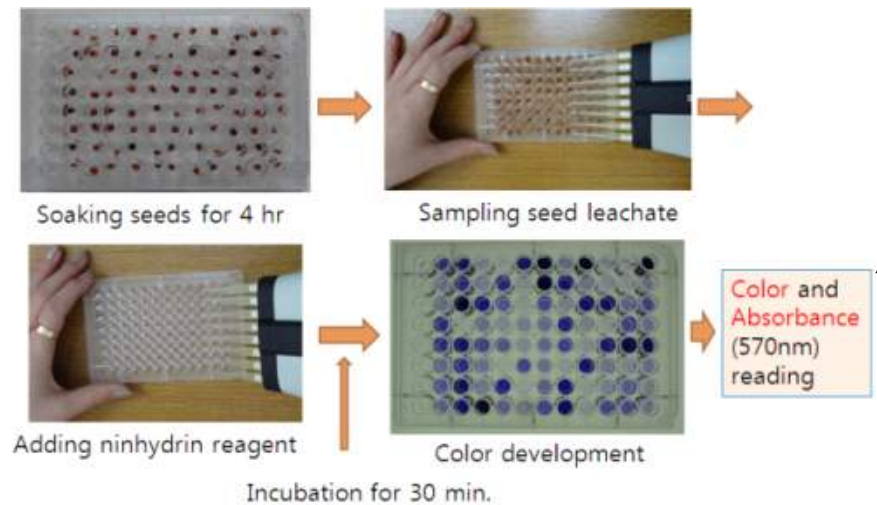 Soaking seeds for 4 hr
Sampling seed leachate
Adding ninhydrin reagent
Incubation for 30 min.
Color development
Color and
Absorbance
(570nm)
reading